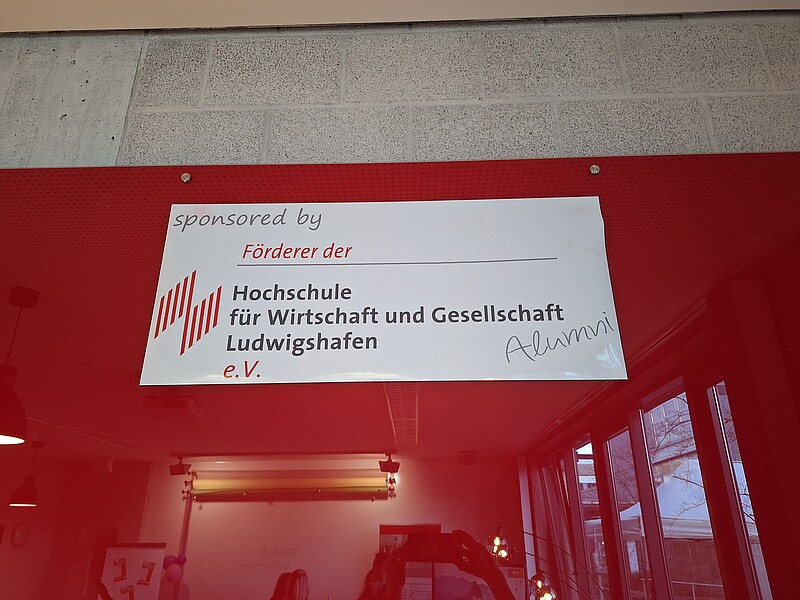 sponsored by
Förderer der
Hochschule
für Wirtschaft und Gesellschaft
Ludwigshafen
e.V.
Alumni